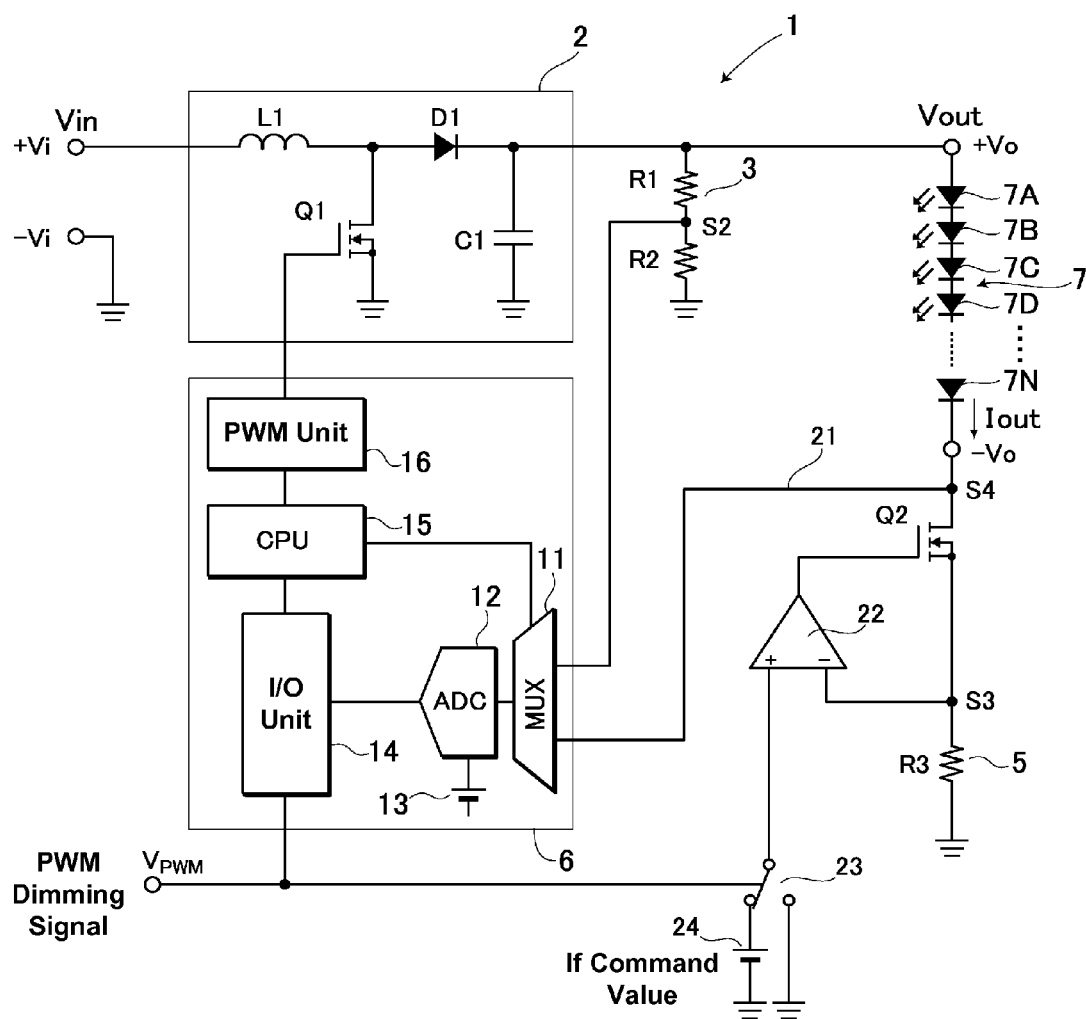 1
2
Vin
L1
D1
Vout
+Vi
+Vo
R1
3
7A
Q1
S2
7B
-Vi
C1
R2
7C
7
7D
7N
Iout
PWM Unit
16
21
-Vo
S4
CPU
15
Q2
11
12
22
+
-
I/O
Unit
ADC
MUX
S3
14
13
R3
5
6
PWM
Dimming
Signal
VPWM
23
24
If Command
Value